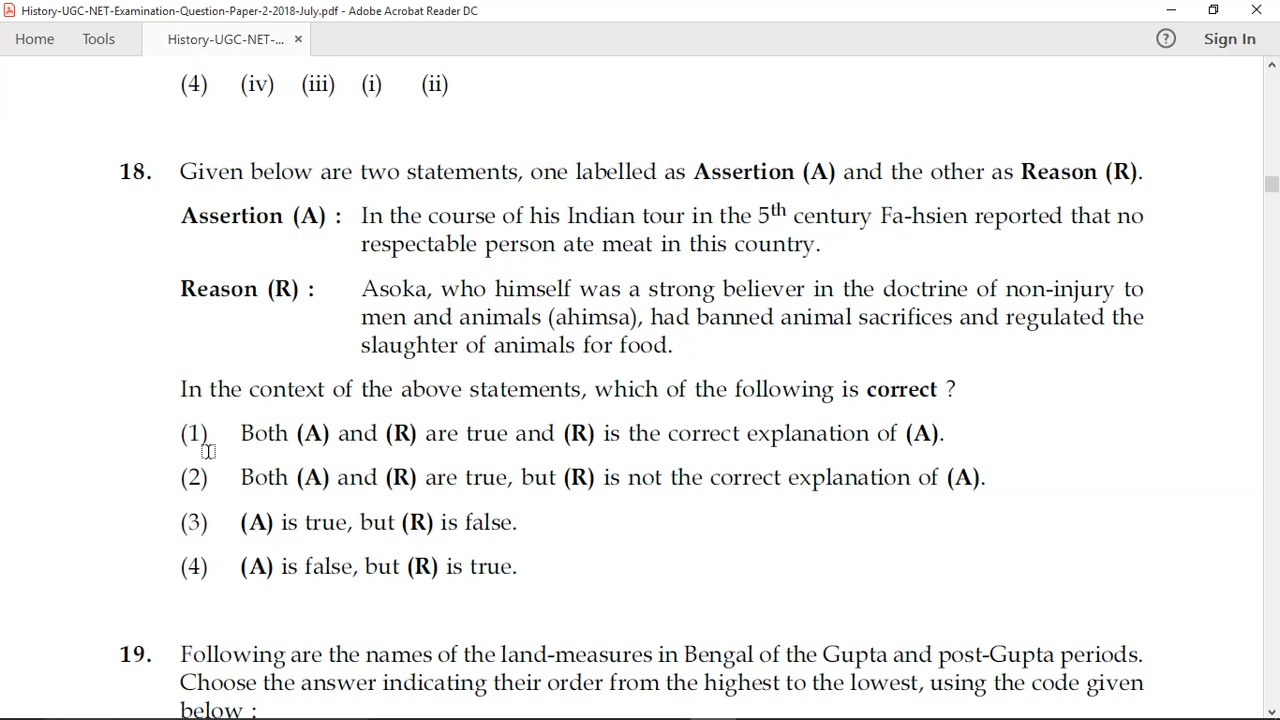 History-UGC-NET-Examination-Question-Paper-2-2018-July.pdf - Adobe Acrobat Reader DC
Home Tools History-UGC-NET-... × ? Sign In
(4) (iv) (iii) (i) (ii)
18. Given below are two statements, one labelled as Assertion (A) and the other as Reason (R).
Assertion (A) : In the course of his Indian tour in the 5th century Fa-hsien reported that no
respectable person ate meat in this country.
Reason (R) : Asoka, who himself was a strong believer in the doctrine of non-injury to
men and animals (ahimsa), had banned animal sacrifices and regulated the
slaughter of animals for food.
In the context of the above statements, which of the following is correct ?
(1) Both (A) and (R) are true and (R) is the correct explanation of (A).
(2) Both (A) and (R) are true, but (R) is not the correct explanation of (A).
(3) (A) is true, but (R) is false.
(4) (A) is false, but (R) is true.
19. Following are the names of the land-measures in Bengal of the Gupta and post-Gupta periods.
Choose the answer indicating their order from the highest to the lowest, using the code given
below :